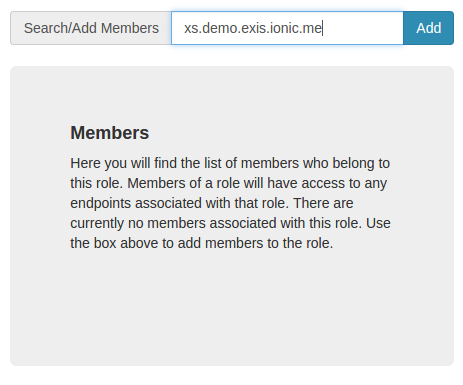 Search/Add Members xs.demo.exis.ionic.me Add
Members
Here you will find the list of members who belong to
this role. Members of a role will have access to any
endpoints associated with that role. There are
currently no members associated with this role. Use
the box above to add members to the role.